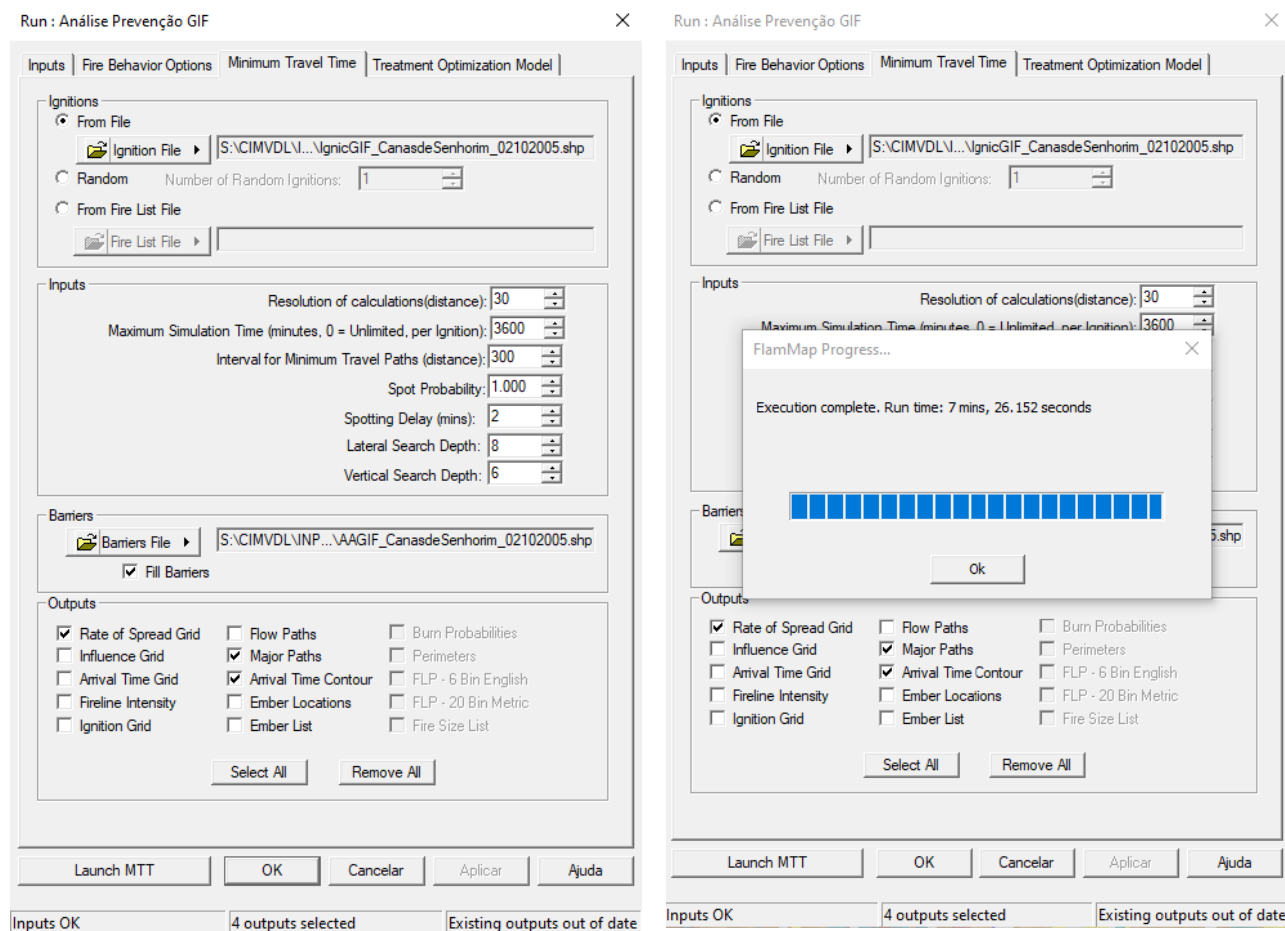 Run : Análise Prevenção GIF
Inputs
Fire Behavior Options
Minimum Travel Time
Treatment Optimization Model
Ignitions
From File
Ignition File
S:\CIMVDL\I...\IgnicGIF_CanasdeSenhorim_02102005.shp
Random
Number of Random Ignitions:
1
From Fire List File
Fire List File
Inputs
Resolution of calculations(distance): 30
Maximum Simulation Time (minutes, 0 = Unlimited, per Ignition): 3600
Interval for Minimum Travel Paths (distance): 300
Spot Probability: 1.000
Spotting Delay (mins): 2
Lateral Search Depth: 8
Vertical Search Depth: 6
Barriers
Barriers File
S:\CIMVDL\INP...\AAGIF_CanasdeSenhorim_02102005.shp
Fill Barriers
Outputs
Rate of Spread Grid
Flow Paths
Burn Probabilities
Influence Grid
Major Paths
Perimeters
Arrival Time Grid
Arrival Time Contour
FLP - 6 Bin English
Fireline Intensity
Ember Locations
FLP - 20 Bin Metric
Ignition Grid
Ember List
Fire Size List
Select All
Remove All
Launch MTT
OK
Cancelar
Aplicar
Ajuda
Inputs OK
4 outputs selected
Existing outputs out of date
Run : Análise Prevenção GIF
Inputs
Fire Behavior Options
Minimum Travel Time
Treatment Optimization Model
Ignitions
From File
Ignition File
S:\CIMVDL\I...\IgnicGIF_CanasdeSenhorim_02102005.shp
Random
Number of Random Ignitions:
1
From Fire List File
Fire List File
Inputs
Resolution of calculations(distance): 30
Maximum Simulation Time (minutes, 0 = Unlimited, per Ignition): 3600
FlamMap Progress...
Execution complete. Run time: 7 mins, 26.152 seconds
Ok
Barriers
5.shp
Outputs
Rate of Spread Grid
Flow Paths
Burn Probabilities
Influence Grid
Major Paths
Perimeters
Arrival Time Grid
Arrival Time Contour
FLP - 6 Bin English
Fireline Intensity
Ember Locations
FLP - 20 Bin Metric
Ignition Grid
Ember List
Fire Size List
Select All
Remove All
Launch MTT
OK
Cancelar
Aplicar
Ajuda
Inputs OK
4 outputs selected
Existing outputs out of date